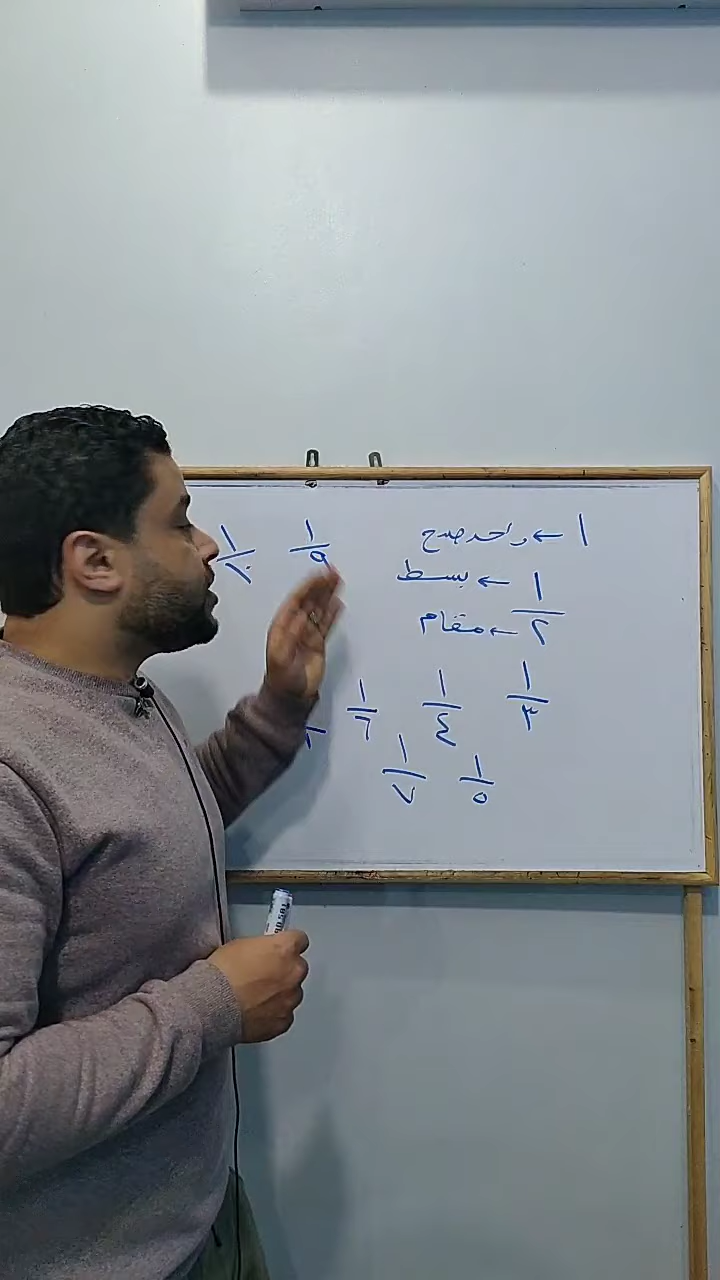 ١ ← واحد صحيح
١/٢ ← بسط
← مقام
١/٣ ١/٤ ١/٦
١/٥ ١/٧
١/٩ ١/١٠